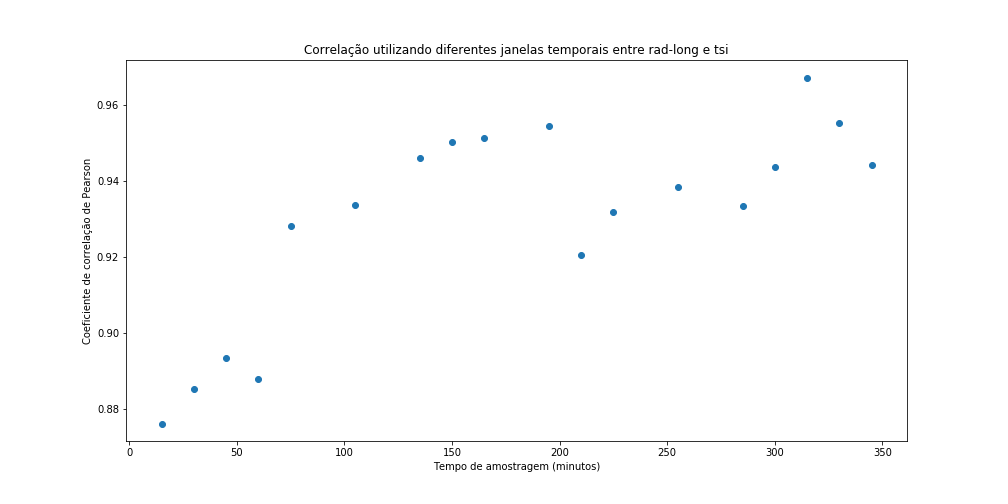 Correlação utilizando diferentes janelas temporais entre rad-long e tsi
Coeficiente de correlação de Pearson
0.96
0.94
0.92
0.90
0.88
0 50 100 150 200 250 300 350
Tempo de amostragem (minutos)